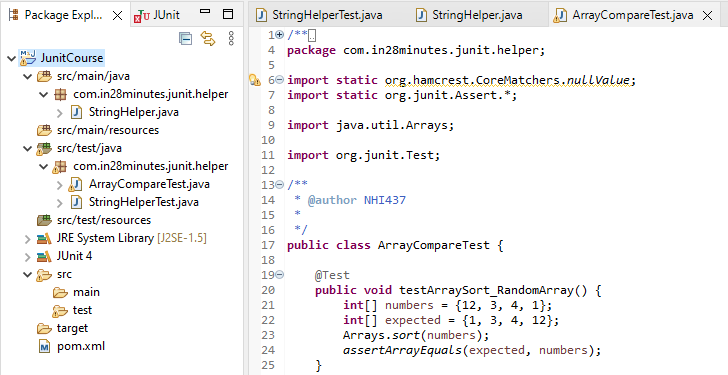 Package Expl...
JUnit
JunitCourse
src/main/java
com.in28minutes.junit.helper
StringHelper.java
src/main/resources
src/test/java
com.in28minutes.junit.helper
ArrayCompareTest.java
StringHelperTest.java
src/test/resources
JRE System Library [J2SE-1.5]
JUnit 4
src
main
test
target
pom.xml
StringHelperTest.java
StringHelper.java
ArrayCompareTest.java
1 /**
4 package com.in28minutes.junit.helper;
5
6 import static org.hamcrest.CoreMatchers.nullValue;
7 import static org.junit.Assert.*;
8
9 import java.util.Arrays;
10
11 import org.junit.Test;
12
13 /**
14 * @author NHI437
15 *
16 */
17 public class ArrayCompareTest {
18
19 @Test
20 public void testArraySort_RandomArray() {
21 int[] numbers = {12, 3, 4, 1};
22 int[] expected = {1, 3, 4, 12};
23 Arrays.sort(numbers);
24 assertArrayEquals(expected, numbers);
25 }